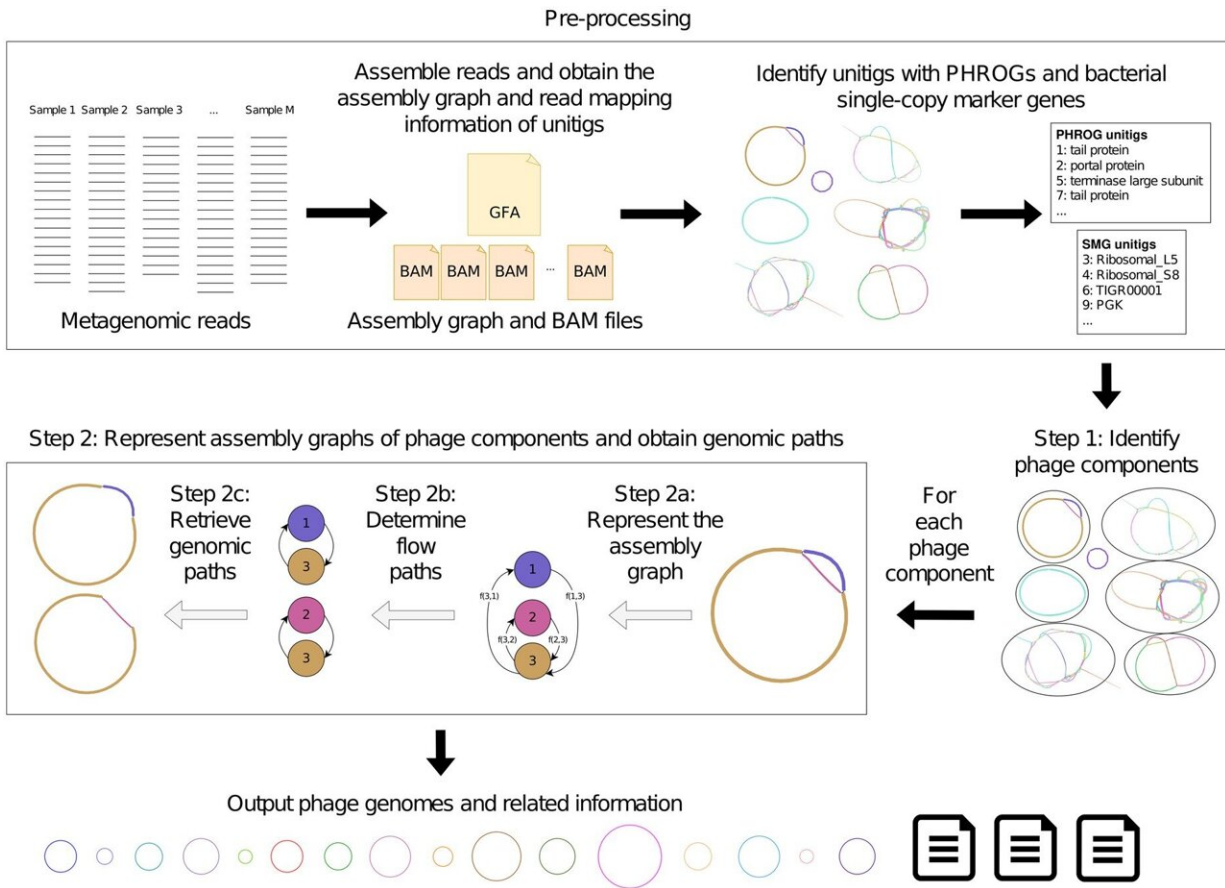 Pre-processing
Sample 1 Sample 2 Sample 3 ... Sample M
Metagenomic reads
Assemble reads and obtain the
assembly graph and read mapping
information of unitigs
GFA
BAM BAM BAM ... BAM
Assembly graph and BAM files
Identify unitigs with PHROGs and bacterial
single-copy marker genes
PHROG unitigs
1: tail protein
2: portal protein
5: terminase large subunit
7: tail protein
...
SMG unitigs
3: Ribosomal_L5
4: Ribosomal_S8
6: TIGR00001
9: PGK
...
Step 1: Identify
phage components
For
each
phage
component
Step 2: Represent assembly graphs of phage components and obtain genomic paths
Step 2a:
Represent the
assembly
graph
1
2
3
f(3,1)
f(1,3)
f(3,2)
f(2,3)
Step 2b:
Determine
flow
paths
1
3
2
3
Step 2c:
Retrieve
genomic
paths
Output phage genomes and related information